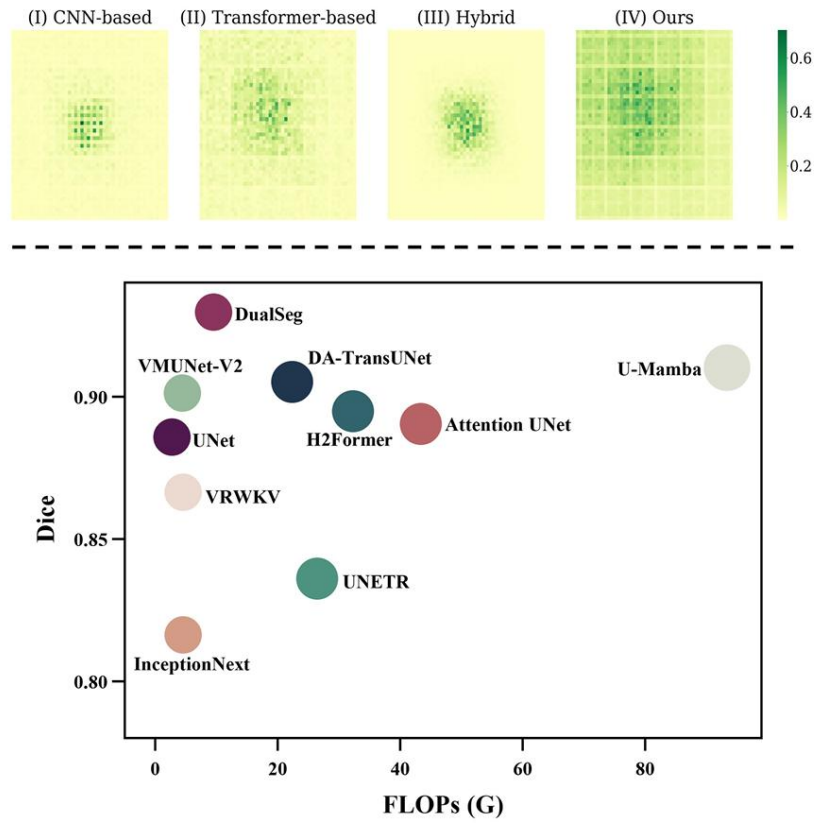 (I) CNN-based (II) Transformer-based (III) Hybrid (IV) Ours
0.6
0.4
0.2
DualSeg
DA-TransUNet
VMUNet-V2
U-Mamba
0.90
H2Former
Attention UNet
UNet
VRWKV
Dice
0.85
UNETR
InceptionNext
0.80
0 20 40 60 80
FLOPs (G)